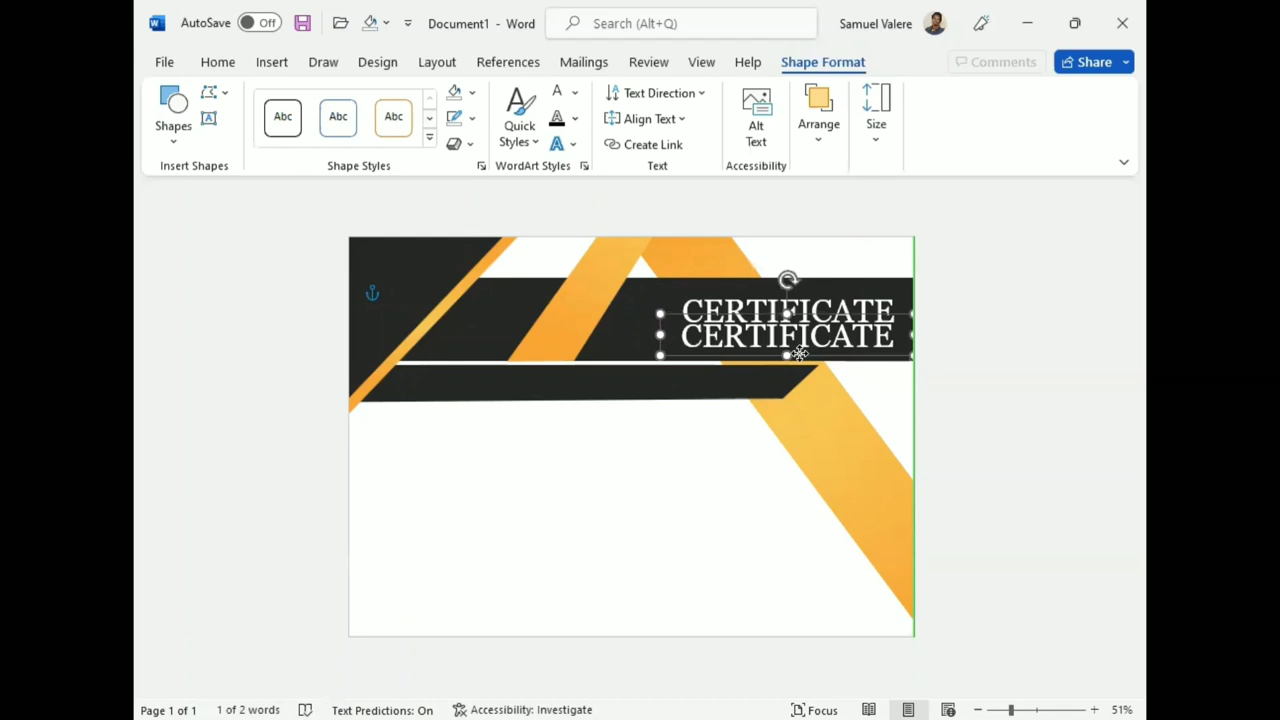 AutoSave Off Document1 - Word Search (Alt+Q) Samuel Valere
File Home Insert Draw Design Layout References Mailings Review View Help Shape Format Comments Share
Shapes
Abc Abc Abc
Quick Styles
A
A
A
Text Direction
Align Text
Create Link
Alt Text
Arrange
Size
Insert Shapes Shape Styles WordArt Styles Text Accessibility
CERTIFICATE
CERTIFICATE
Page 1 of 1 1 of 2 words Text Predictions: On Accessibility: Investigate Focus 51%